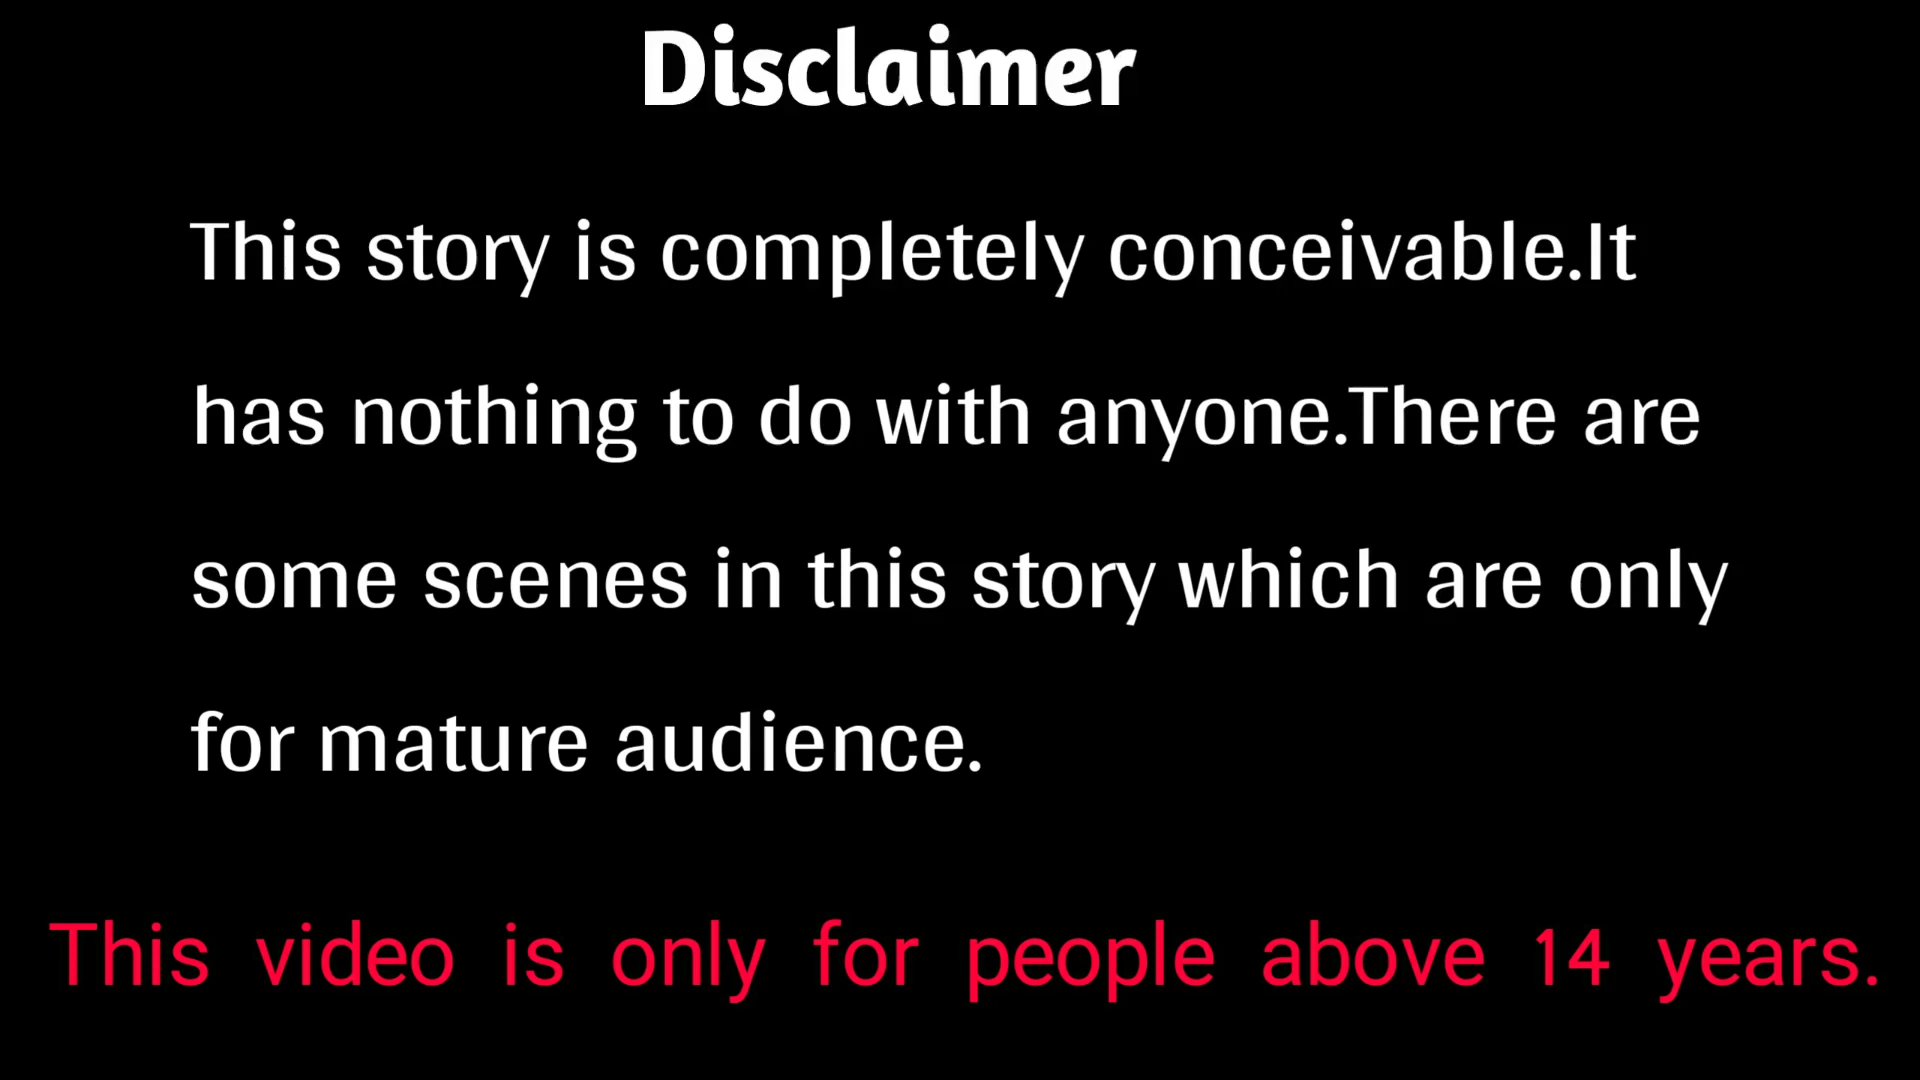 Disclaimer
This story is completely conceivable.It
has nothing to do with anyone.There are
some scenes in this story which are only
for mature audience.
This video is only for people above 14 years.